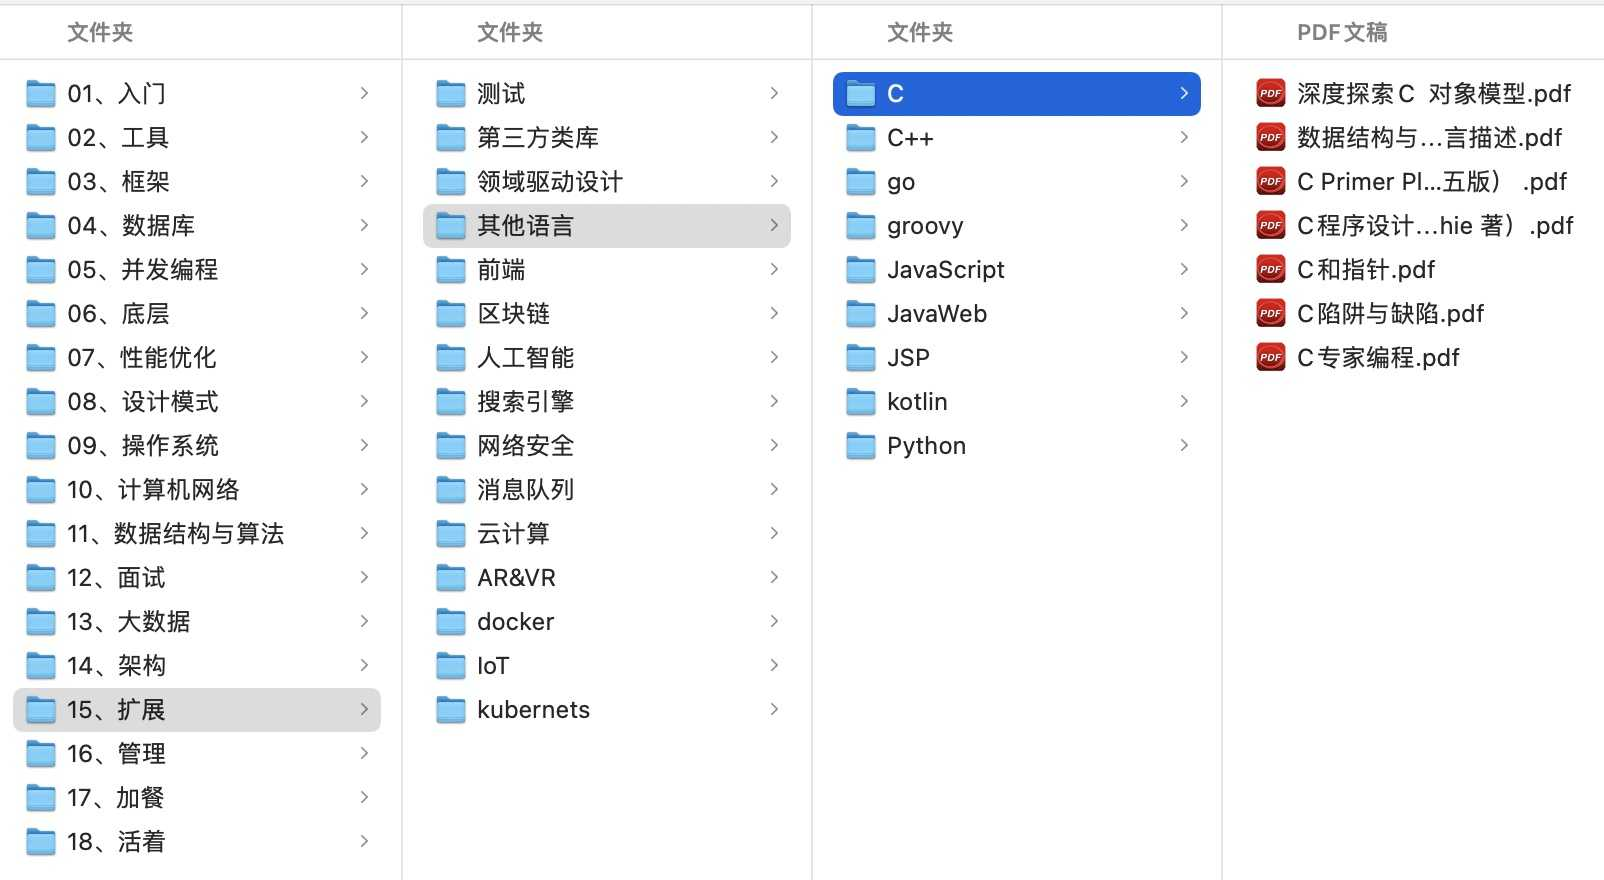 文件夹
01、入门
02、工具
03、框架
04、数据库
05、并发编程
06、底层
07、性能优化
08、设计模式
09、操作系统
10、计算机网络
11、数据结构与算法
12、面试
13、大数据
14、架构
15、扩展
16、管理
17、加餐
18、活着
文件夹
测试
第三方类库
领域驱动设计
其他语言
前端
区块链
人工智能
搜索引擎
网络安全
消息队列
云计算
AR&VR
docker
IoT
kubernets
文件夹
C
C++
go
groovy
JavaScript
JavaWeb
JSP
kotlin
Python
PDF文稿
PDF 深度探索C 对象模型.pdf
PDF 数据结构与...言描述.pdf
PDF C Primer Pl...五版） .pdf
PDF C程序设计...hie 著）.pdf
PDF C和指针.pdf
PDF C陷阱与缺陷.pdf
PDF C专家编程.pdf